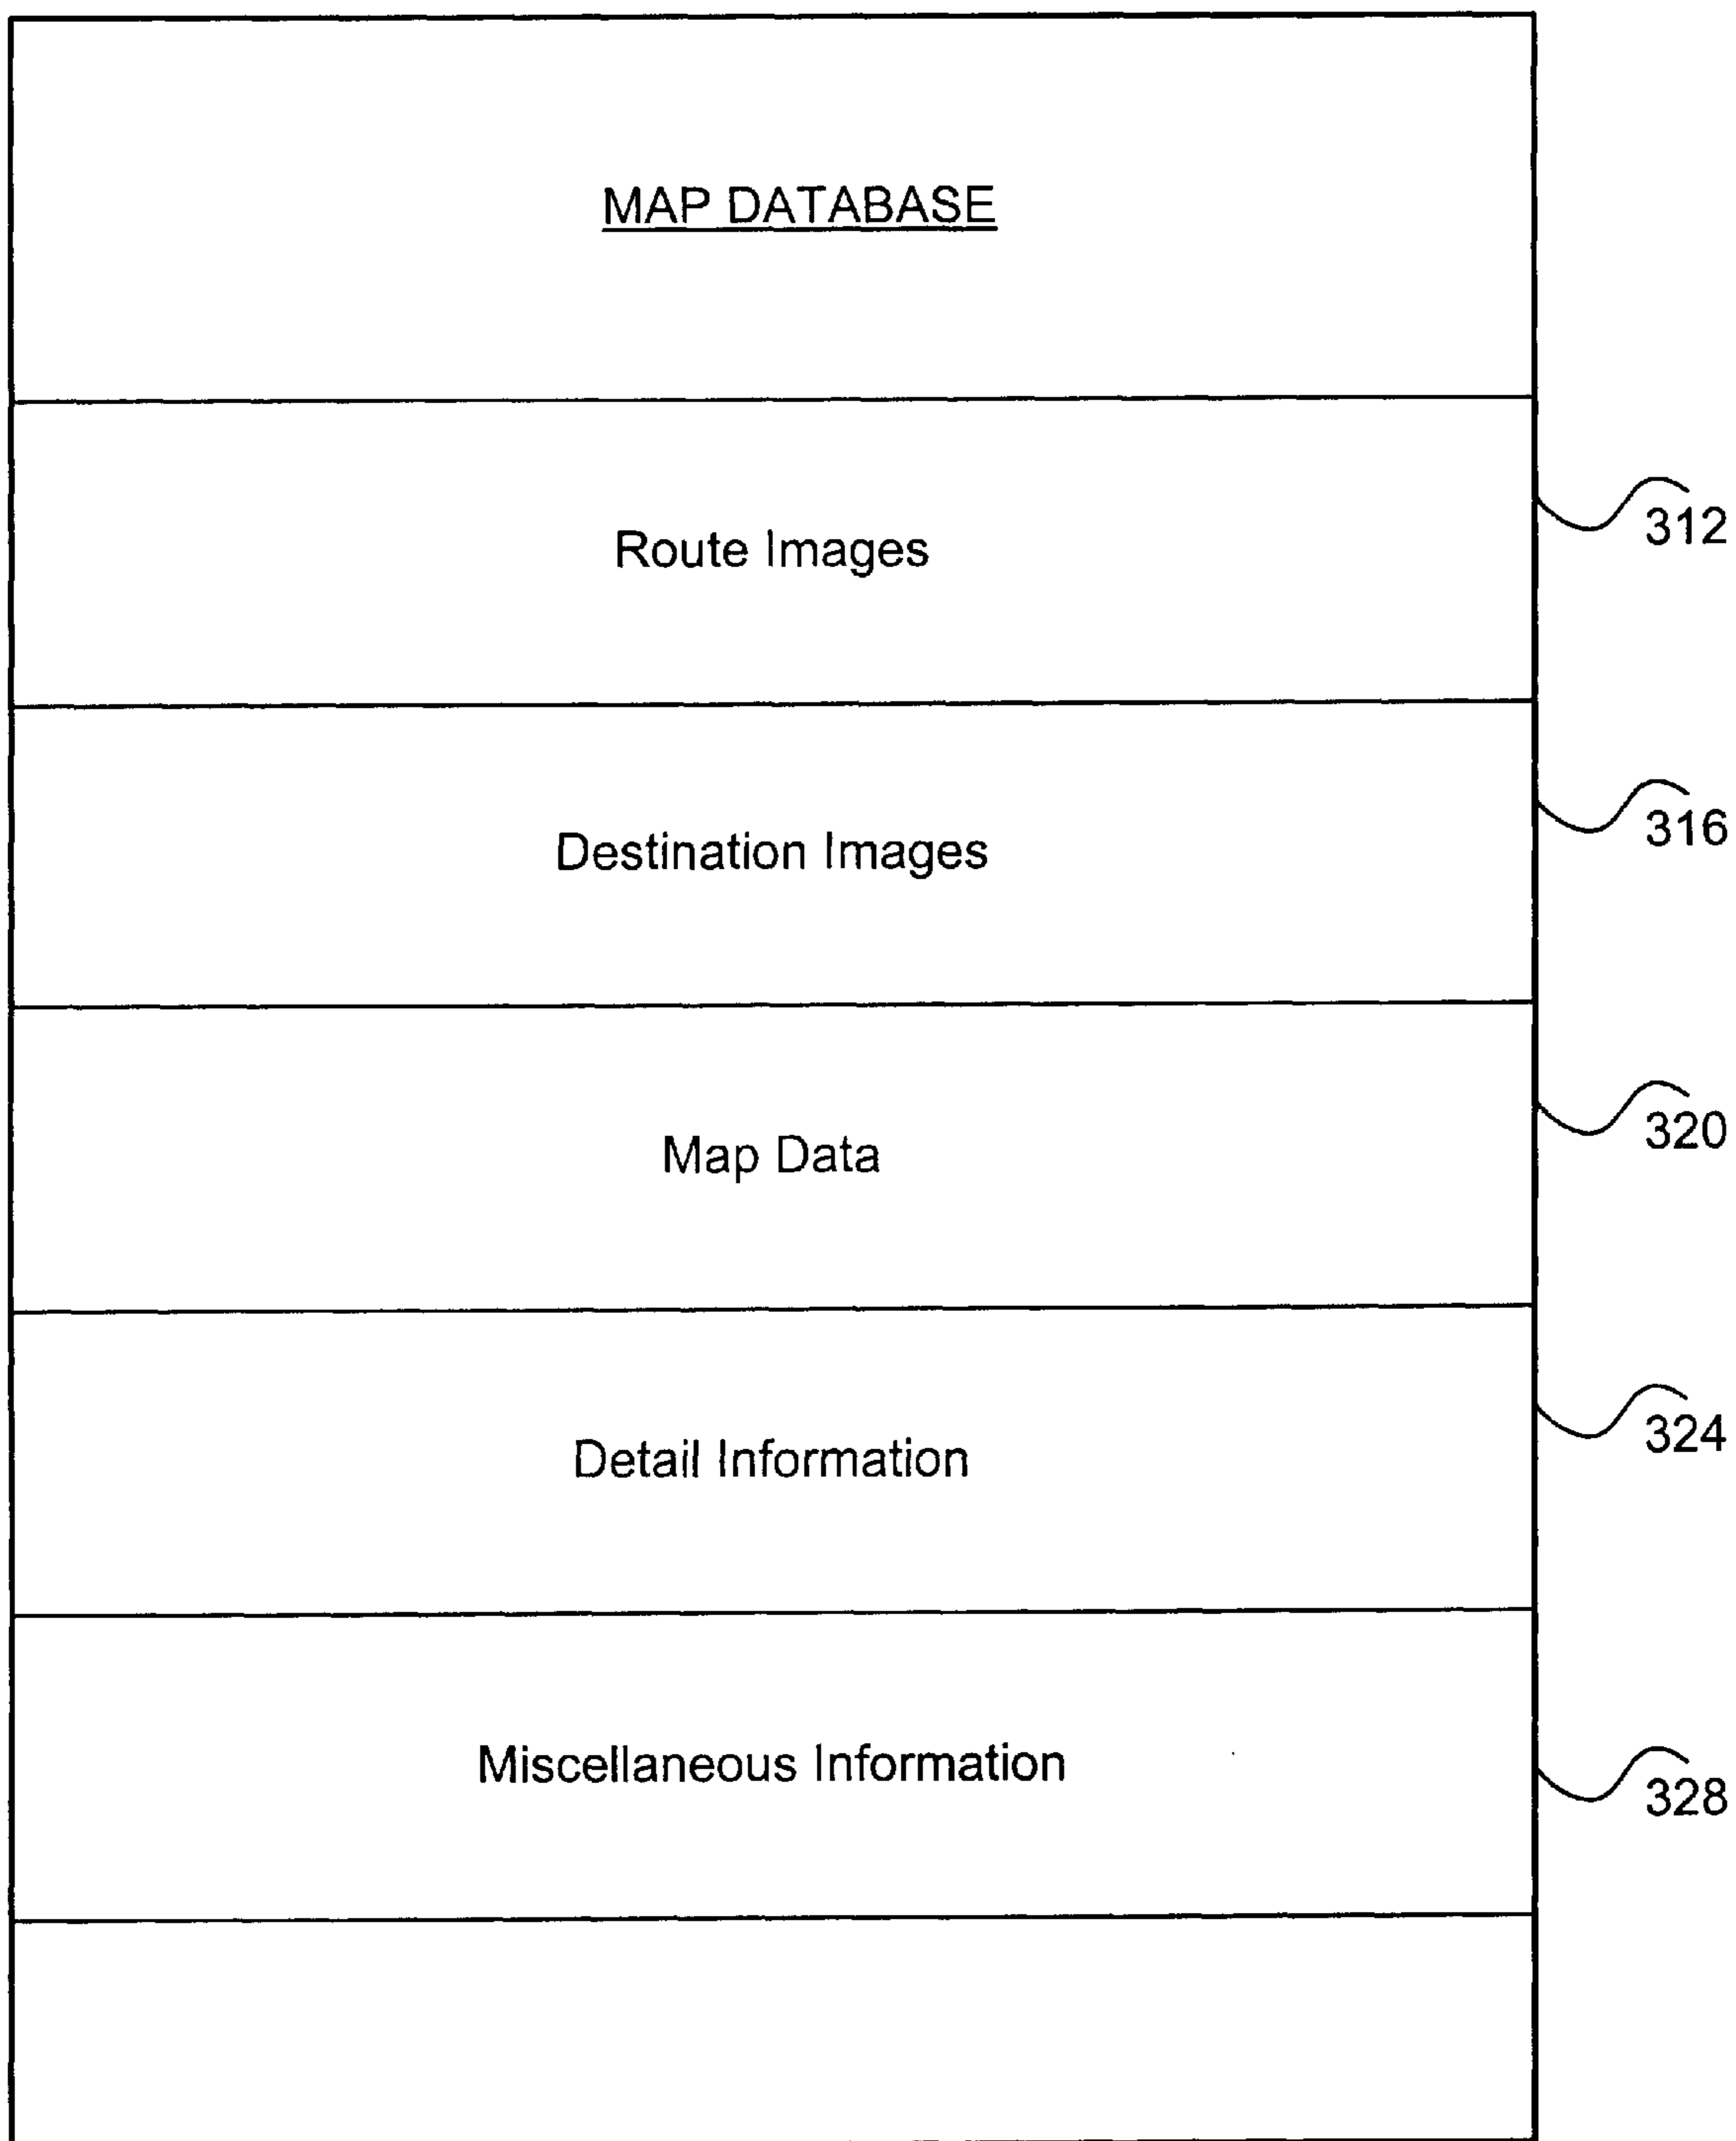 MAP DATABASE
Route Images
312
Destination Images
316
Map Data
320
Detail Information
324
Miscellaneous Information
328